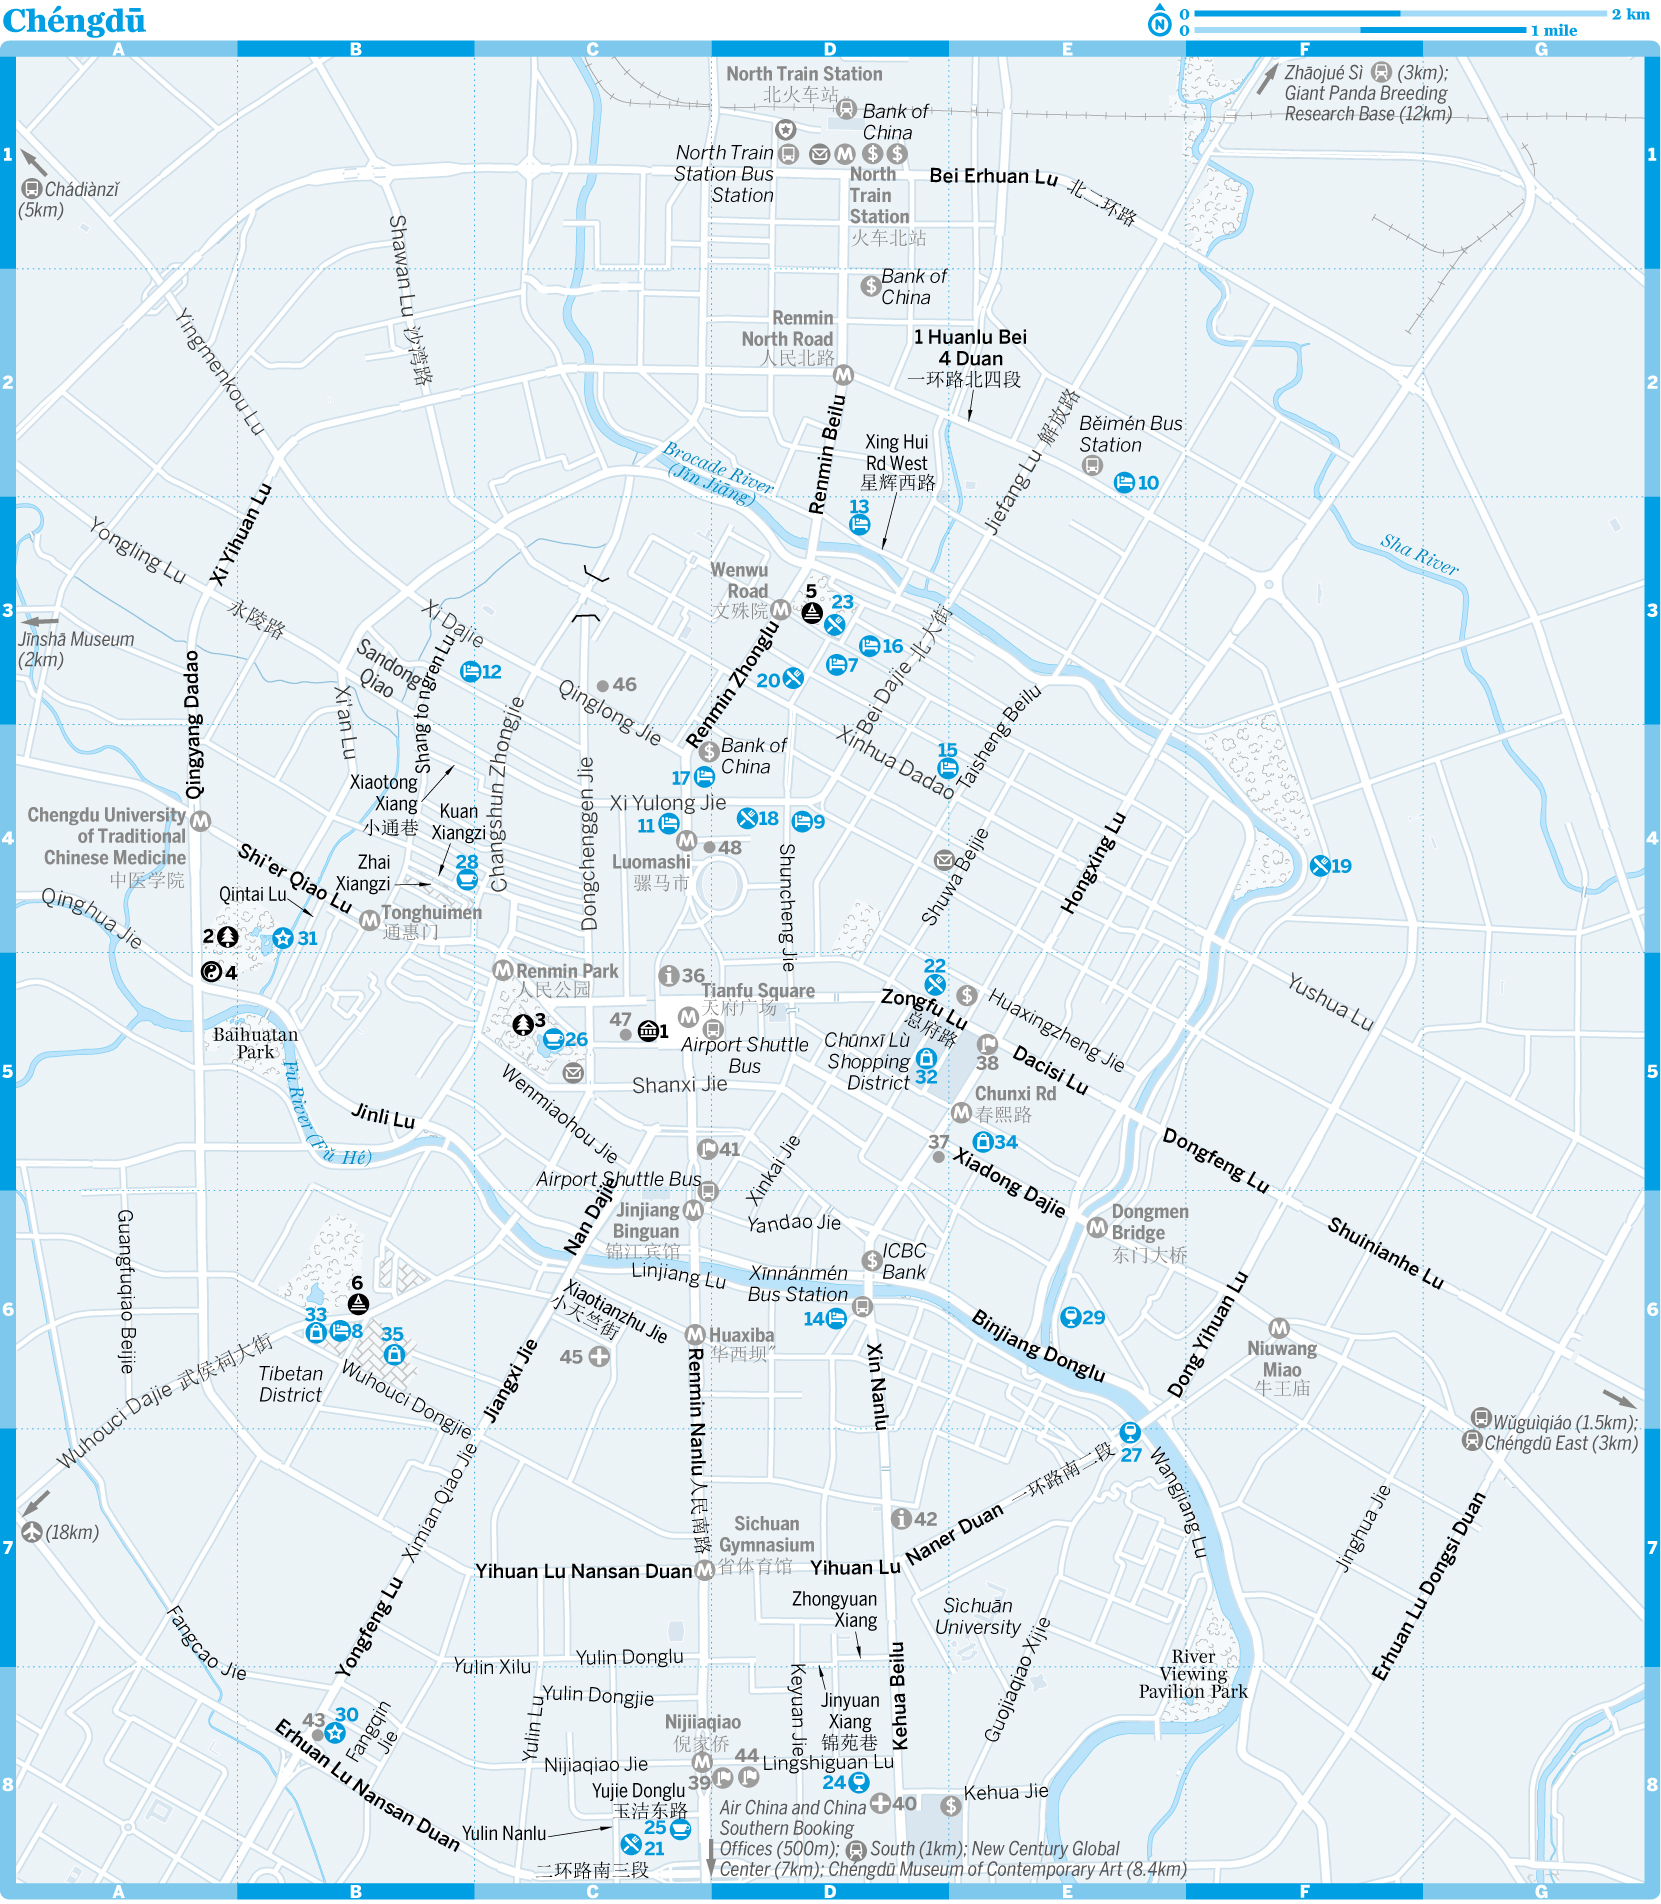 Chéngdū
0 2 km
0 1 mile
N
A B C D E F G
North Train Station
北火车站
Bank of
China
Zhāojué Sì (3km);
Giant Panda Breeding
Research Base (12km)
1 1
North Train
Station Bus
Station
North
Train
Station
火车北站
Bei Erhuan Lu 北二环路
Chádiànzǐ
(5km)
Shawan Lu 沙湾路
Bank of
China
Yingmenkou Lu
Renmin
North Road
人民北路
1 Huanlu Bei
4 Duan
一环路北四段
2 2
Renmin Beilu
Jiefang Lu 解放路
Běimén Bus
Station
10
Xing Hui
Rd West
星辉西路
Brocade River
(Jǐn Jiāng)
13
Xi Yihuan Lu
Yongling Lu
永陵路
Sha River
Wenwu
Road
文殊院
5
23
3 3
Xi Dajie
Jīnshā Museum
(2km)
Sandong
Qiao
Shang tongren Lu
12
16
7
20
46
Qinglong Jie
Renmin Zhonglu
Bei Dajie 北大街
Qingyang Dadao
Xi'an Lu
Taisheng Beilu
Xinhua Dadao
15
Bank of
China
17
Xiaotong
Xiang
小通巷
Kuan
Xiangzi
Changshun Zhongjie
Dongchenggen Jie
Xi Yulong Jie
11
18
9
Chengdu University
of Traditional
Chinese Medicine
中医学院
4 4
Shi'er Qiao Lu
Zhai
Xiangzi
28
48
Luomashi
骡马市
Shuncheng Jie
Shuwa Beijie
Hongxing Lu
19
Qinghua Jie
Qintai Lu
Tonghuimen
通惠门
2
31
4
Renmin Park
人民公园
36
Tianfu Square
天府广场
22
Zongfu Lu
总府路
Huaxingzheng Jie
Yushua Lu
3
26
47
1
Airport Shuttle
Bus
Chūnxī Lù
Shopping
District
32
38
Dacisi Lu
Baihuatan
Park
5 5
Fu River (Fǔ Hé)
Wenmiaohou Jie
Shanxi Jie
Chunxi Rd
春熙路
Jinli Lu
41
Xinkai Jie
37
34
Xiadong Dajie
Dongfeng Lu
Airport Shuttle Bus
Nan Dajie
Jinjiang
Binguan
锦江宾馆
Yandao Jie
Dongmen
Bridge
东门大桥
Shuinianhe Lu
Guangfuqiao Beijie
ICBC
Bank
Linjiang Lu
Xīnnánmén
Bus Station
6
Xiaotianzhu Jie
小天竺街
6 6
33
8
35
14
29
Huaxiba
华西坝
Binjiang Donglu
Dong Yihuan Lu
Niuwang
Miao
牛王庙
45
Tibetan
District
Wuhouci Dajie 武侯祠大街
Wuhouci Dongjie
Jiangxi Jie
Renmin Nanlu 人民南路
Xin Nanlu
27
Wǔguìqiáo (1.5km);
Chéngdū East (3km)
Ximian Qiao Jie
Wangjiang Lu
(18km)
42
Sichuan
Gymnasium
省体育馆
Naner Duan 一环路南二段
Jinghua Jie
Erhuan Lu Dongsi Duan
7 7
Yihuan Lu Nansan Duan
Yihuan Lu
Zhongyuan
Xiang
Sìchuān
University
Yongfeng Lu
Fangcao Jie
Yulin Xilu
Yulin Donglu
Kehua Beilu
Guojiaqiao Xijie
River
Viewing
Pavilion Park
Yulin Dongjie
Keyuan Jie
Jinyuan
Xiang
锦苑巷
43
30
Fangqin
Jie
Yulin Lu
Nijiiaqiao
倪家侨
Erhuan Lu Nansan Duan
Nijiaqiao Jie
44
Lingshiguan Lu
39
24
8 8
Yujie Donglu
玉洁东路
40
Kehua Jie
Yulin Nanlu
25
21
二环路南三段
Air China and China
Southern Booking
Offices (500m); South (1km); New Century Global
Center (7km); Chéngdū Museum of Contemporary Art (8.4km)
A B C D E F G